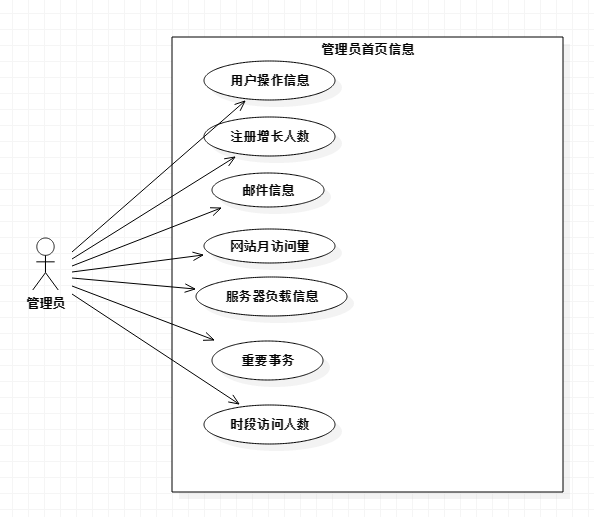 管理员首页信息
用户操作信息
注册增长人数
邮件信息
网站月访问量
服务器负载信息
管理员
重要事务
时段访问人数